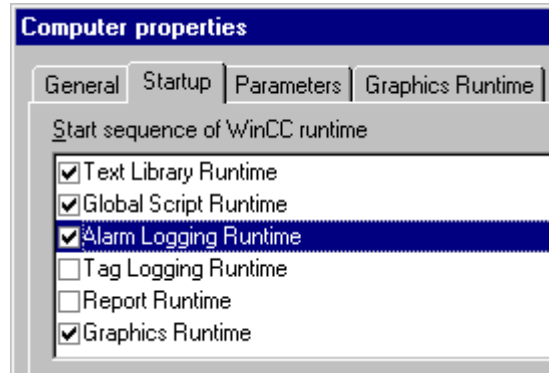 Computer properties
General Startup Parameters Graphics Runtime
Start sequence of WinCC runtime
Text Library Runtime
Global Script Runtime
Alarm Logging Runtime
Tag Logging Runtime
Report Runtime
Graphics Runtime